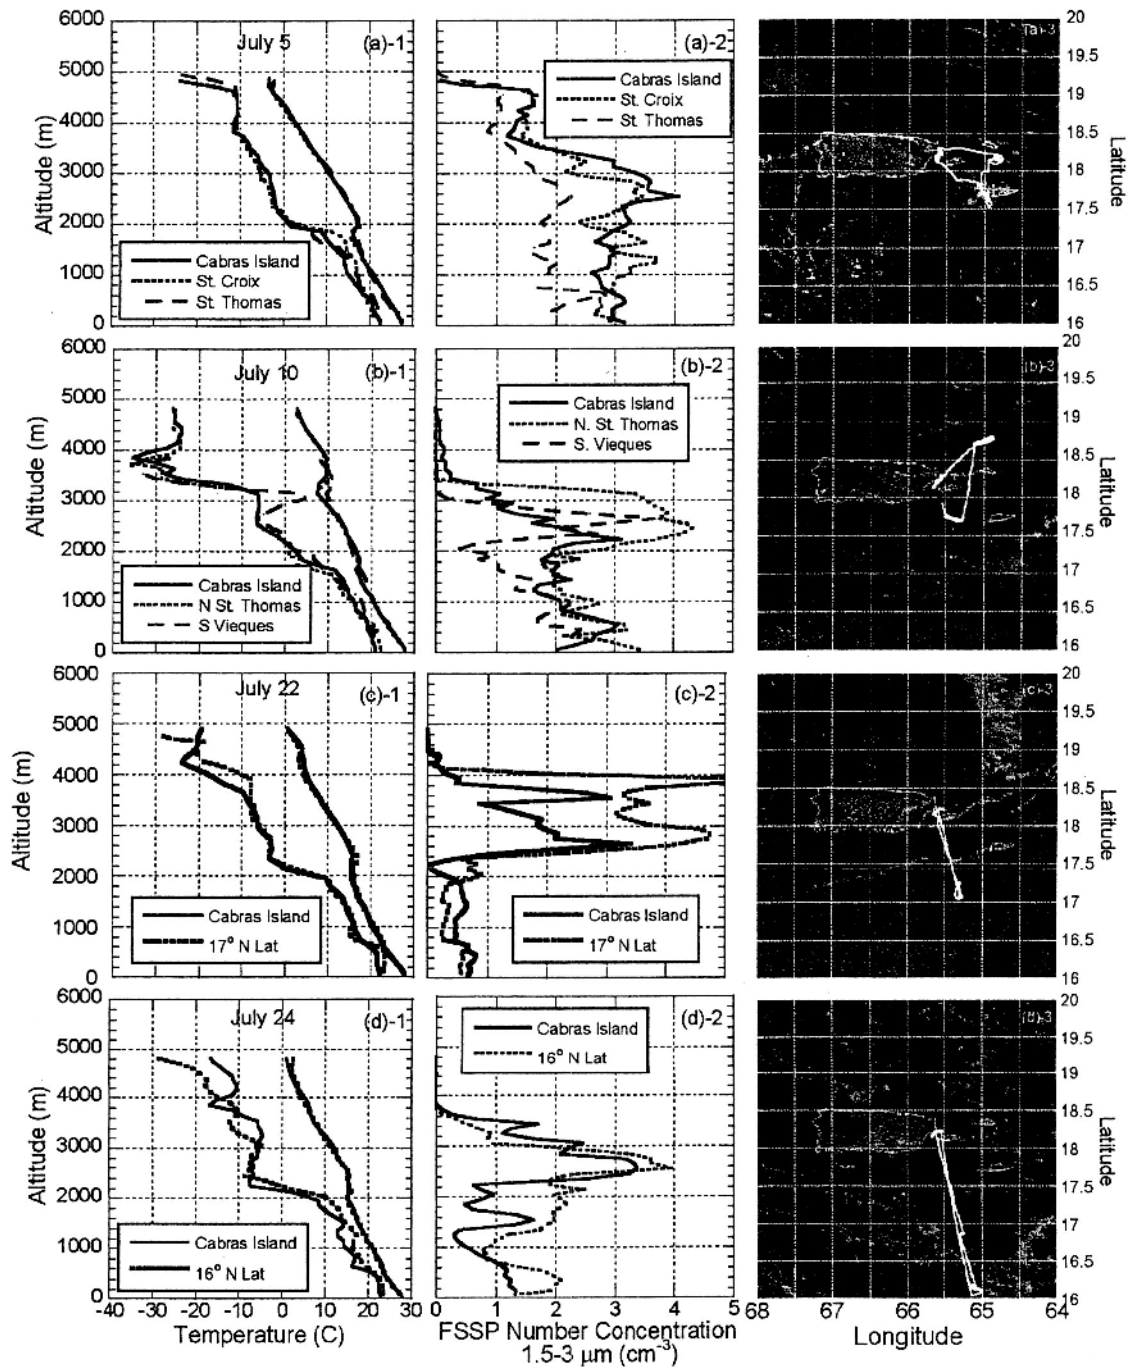 July 5
(a)-1
Altitude (m)
6000
5000
4000
3000
2000
1000
0
Cabras Island
St. Croix
St. Thomas
(a)-2
Cabras Island
St. Croix
St. Thomas
(a)-3
20
19.5
19
18.5
18
17.5
17
16.5
16
Latitude
July 10
(b)-1
Altitude (m)
6000
5000
4000
3000
2000
1000
0
Cabras Island
N St. Thomas
S Vieques
(b)-2
Cabras Island
N. St. Thomas
S. Vieques
(b)-3
20
19.5
19
18.5
18
17.5
17
16.5
16
Latitude
July 22
(c)-1
Altitude (m)
6000
5000
4000
3000
2000
1000
0
Cabras Island
17° N Lat
(c)-2
Cabras Island
17° N Lat
(c)-3
20
19.5
19
18.5
18
17.5
17
16.5
16
Latitude
July 24
(d)-1
Altitude (m)
6000
5000
4000
3000
2000
1000
0
Cabras Island
16° N Lat
-40 -30 -20 -10 0 10 20 30
Temperature (C)
(d)-2
Cabras Island
16° N Lat
0 1 2 3 4 5
FSSP Number Concentration
1.5-3 µm (cm⁻³)
(d)-3
20
19.5
19
18.5
18
17.5
17
16.5
16
Latitude
68 67 66 65 64
Longitude